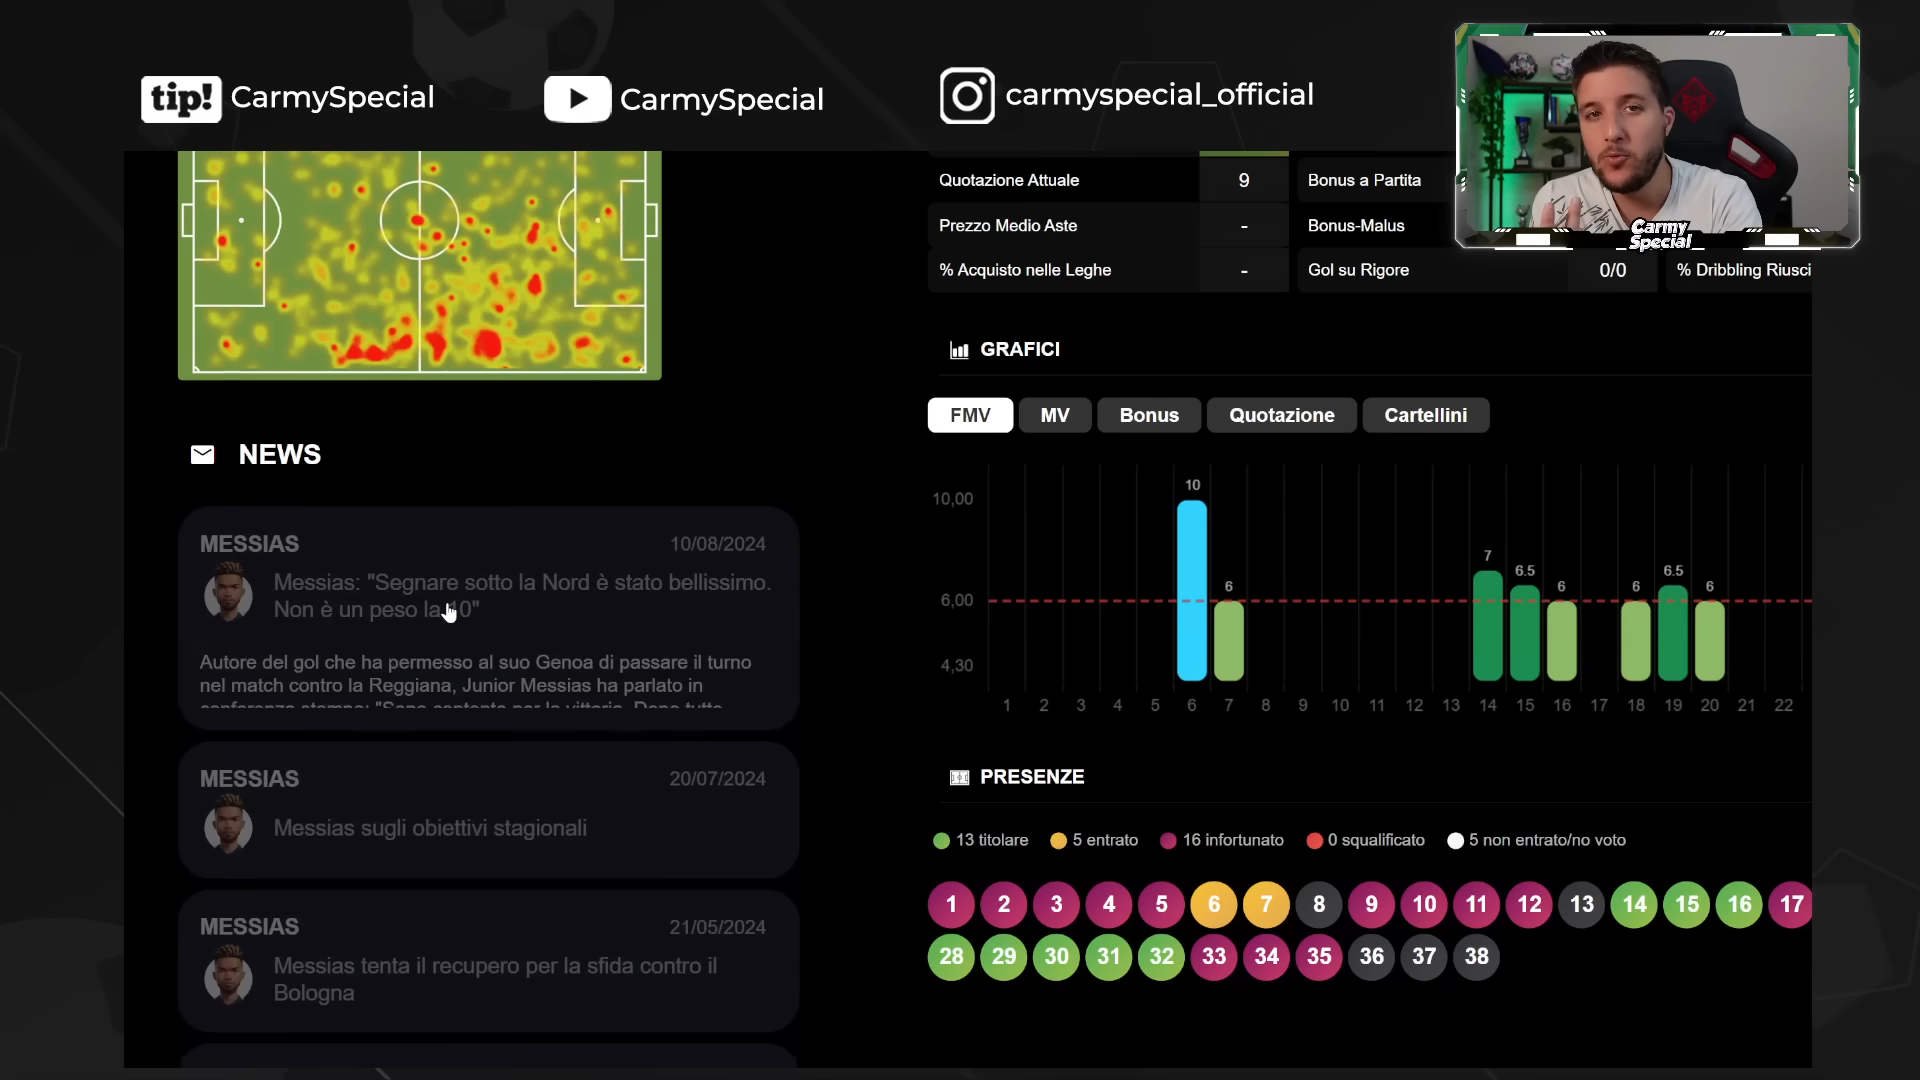 tip! CarmySpecial
CarmySpecial
carmyspecial_official
Carmy
Special
Quotazione Attuale 9 Bonus a Partita
Prezzo Medio Aste - Bonus-Malus
% Acquisto nelle Leghe - Gol su Rigore 0/0 % Dribbling Riusci
GRAFICI
FMV MV Bonus Quotazione Cartellini
10,00
6,00
4,30
10 6 7 6.5 6 6 6.5 6
1 2 3 4 5 6 7 8 9 10 11 12 13 14 15 16 17 18 19 20 21 22
NEWS
MESSIAS 10/08/2024
Messias: "Segnare sotto la Nord è stato bellissimo.
Non è un peso la 10"
Autore del gol che ha permesso al suo Genoa di passare il turno
nel match contro la Reggiana, Junior Messias ha parlato in
conferenza stampa: "Sono contento per la vittoria. Dopo tutto
MESSIAS 20/07/2024
Messias sugli obiettivi stagionali
MESSIAS 21/05/2024
Messias tenta il recupero per la sfida contro il
Bologna
PRESENZE
13 titolare 5 entrato 16 infortunato 0 squalificato 5 non entrato/no voto
1 2 3 4 5 6 7 8 9 10 11 12 13 14 15 16 17
28 29 30 31 32 33 34 35 36 37 38